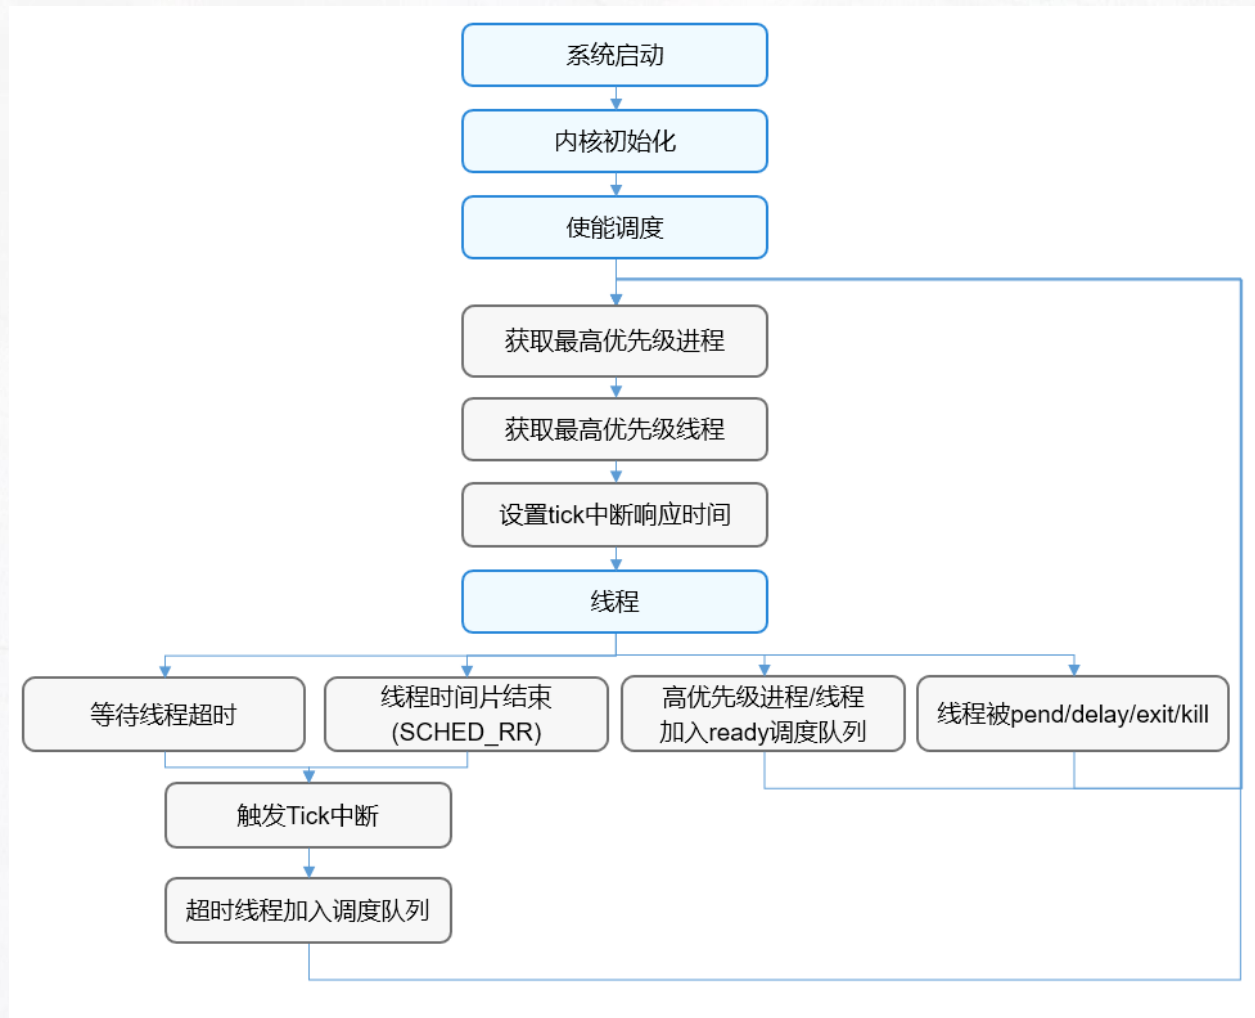 系统启动
内核初始化
使能调度
获取最高优先级进程
获取最高优先级线程
设置tick中断响应时间
线程
等待线程超时
线程时间片结束
(SCHED_RR)
高优先级进程/线程
加入ready调度队列
线程被pend/delay/exit/kill
触发Tick中断
超时线程加入调度队列